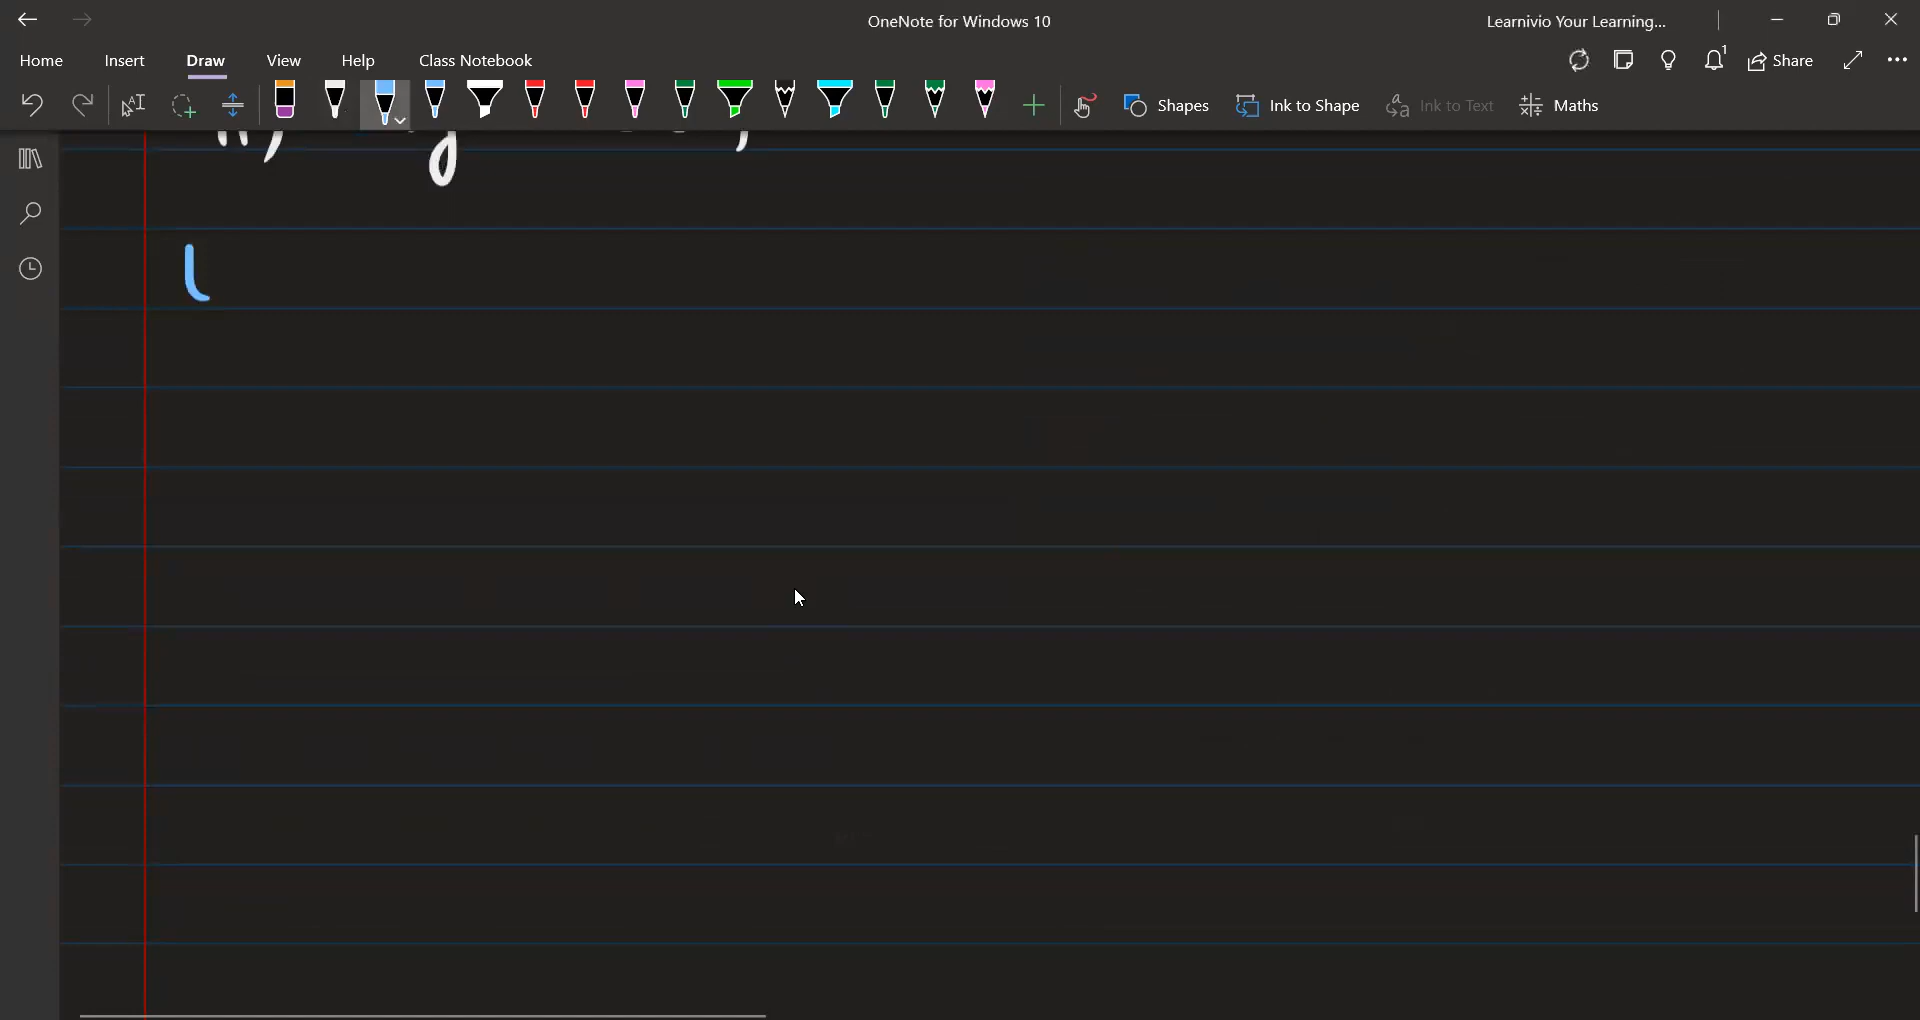 OneNote for Windows 10
Learnivio Your Learning...
Home Insert Draw View Help Class Notebook
1
Share
Shapes
Ink to Shape
Ink to Text
Maths